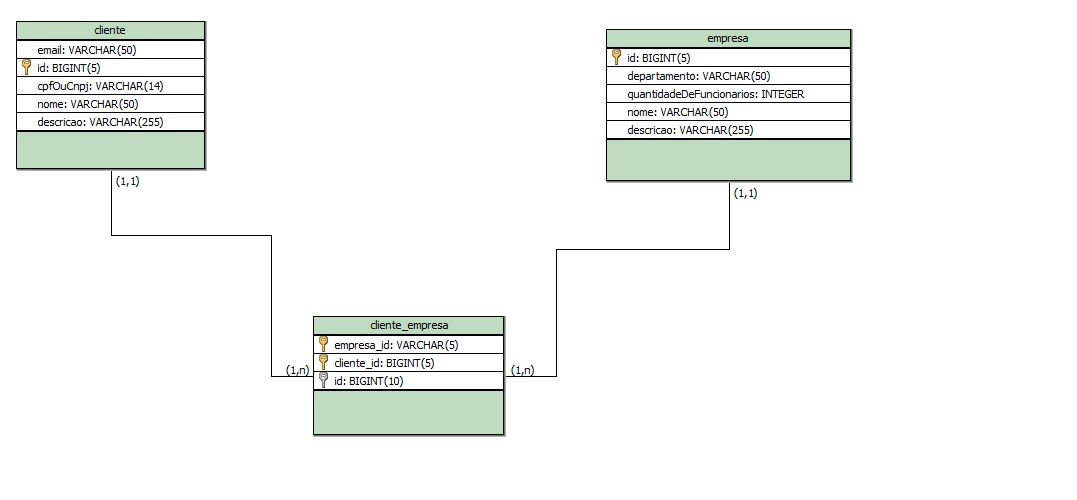 cliente
email: VARCHAR(50)
id: BIGINT(5)
cpfOuCnpj: VARCHAR(14)
nome: VARCHAR(50)
descricao: VARCHAR(255)
(1,1)
empresa
id: BIGINT(5)
departamento: VARCHAR(50)
quantidadeDeFuncionarios: INTEGER
nome: VARCHAR(50)
descricao: VARCHAR(255)
(1,1)
cliente_empresa
empresa_id: VARCHAR(5)
cliente_id: BIGINT(5)
id: BIGINT(10)
(1,n)
(1,n)